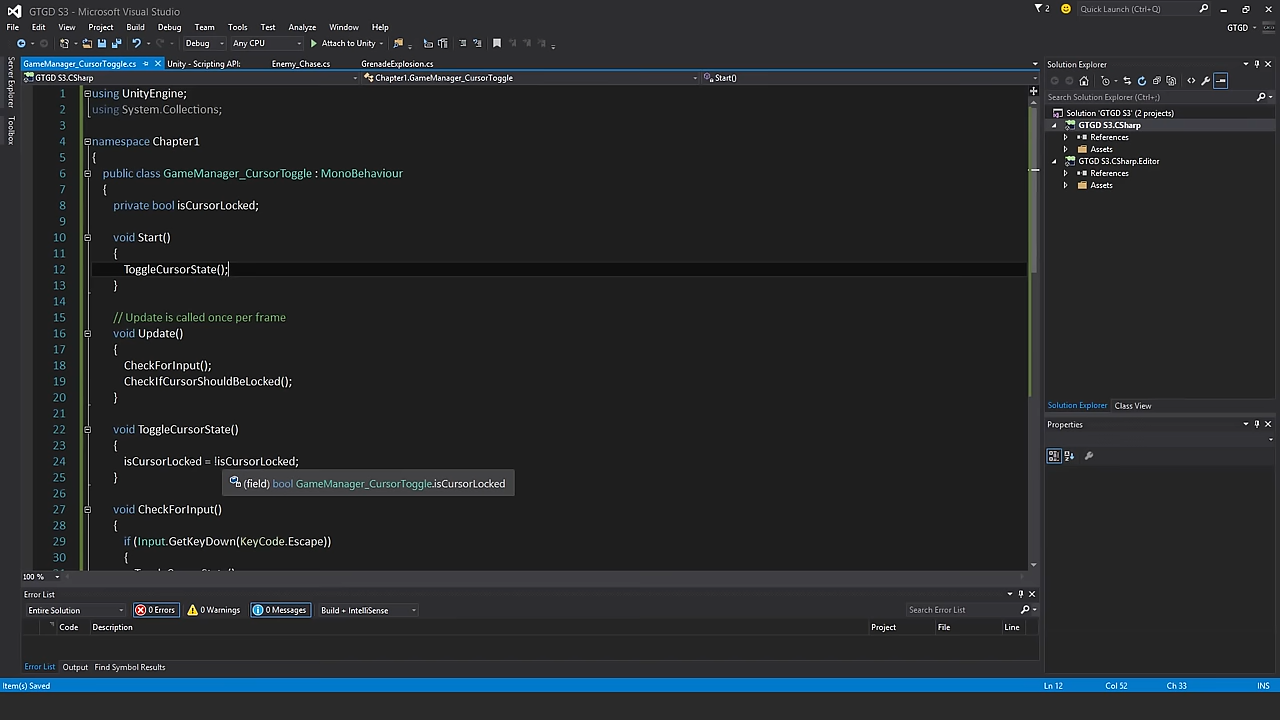 GTGD S3 - Microsoft Visual Studio
2
Quick Launch (Ctrl+Q)
File Edit View Project Build Debug Team Tools Test Analyze Window Help
GTGD
Debug Any CPU Attach to Unity
GameManager_CursorToggle.cs Unity - Scripting API: Enemy_Chase.cs GrenadeExplosion.cs
GTGD S3.CSharp Chapter1.GameManager_CursorToggle Start()
Server Explorer
Toolbox
1 using UnityEngine;
2 using System.Collections;
3
4 namespace Chapter1
5 {
6 public class GameManager_CursorToggle : MonoBehaviour
7 {
8 private bool isCursorLocked;
9
10 void Start()
11 {
12 ToggleCursorState();
13 }
14
15 // Update is called once per frame
16 void Update()
17 {
18 CheckForInput();
19 CheckIfCursorShouldBeLocked();
20 }
21
22 void ToggleCursorState()
23 {
24 isCursorLocked = !isCursorLocked;
25 }
(field) bool GameManager_CursorToggle.isCursorLocked
26
27 void CheckForInput()
28 {
29 if (Input.GetKeyDown(KeyCode.Escape))
30 {
100 %
Solution Explorer
Search Solution Explorer (Ctrl+;)
Solution 'GTGD S3' (2 projects)
GTGD S3.CSharp
References
Assets
GTGD S3.CSharp.Editor
References
Assets
Solution Explorer Class View
Properties
Error List
Entire Solution 0 Errors 0 Warnings 0 Messages Build + IntelliSense Search Error List
Code Description Project File Line
Error List Output Find Symbol Results
Item(s) Saved Ln 12 Col 52 Ch 33 INS